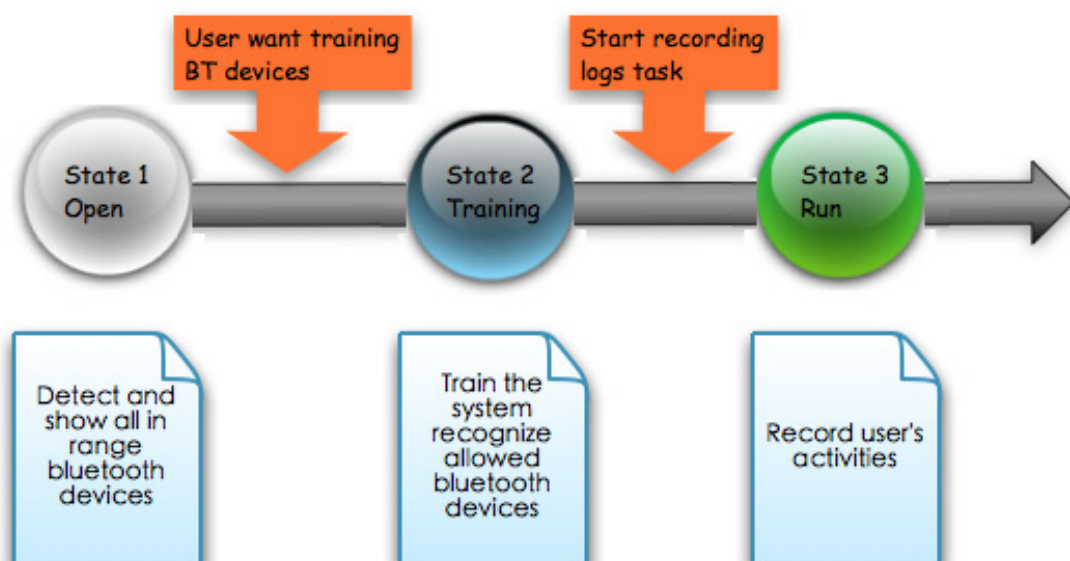 User want training
BT devices
Start recording
logs task
State 1
Open
State 2
Training
State 3
Run
Detect and
show all in
range
bluetooth
devices
Train the
system
recognize
allowed
bluetooth
devices
Record user's
activities